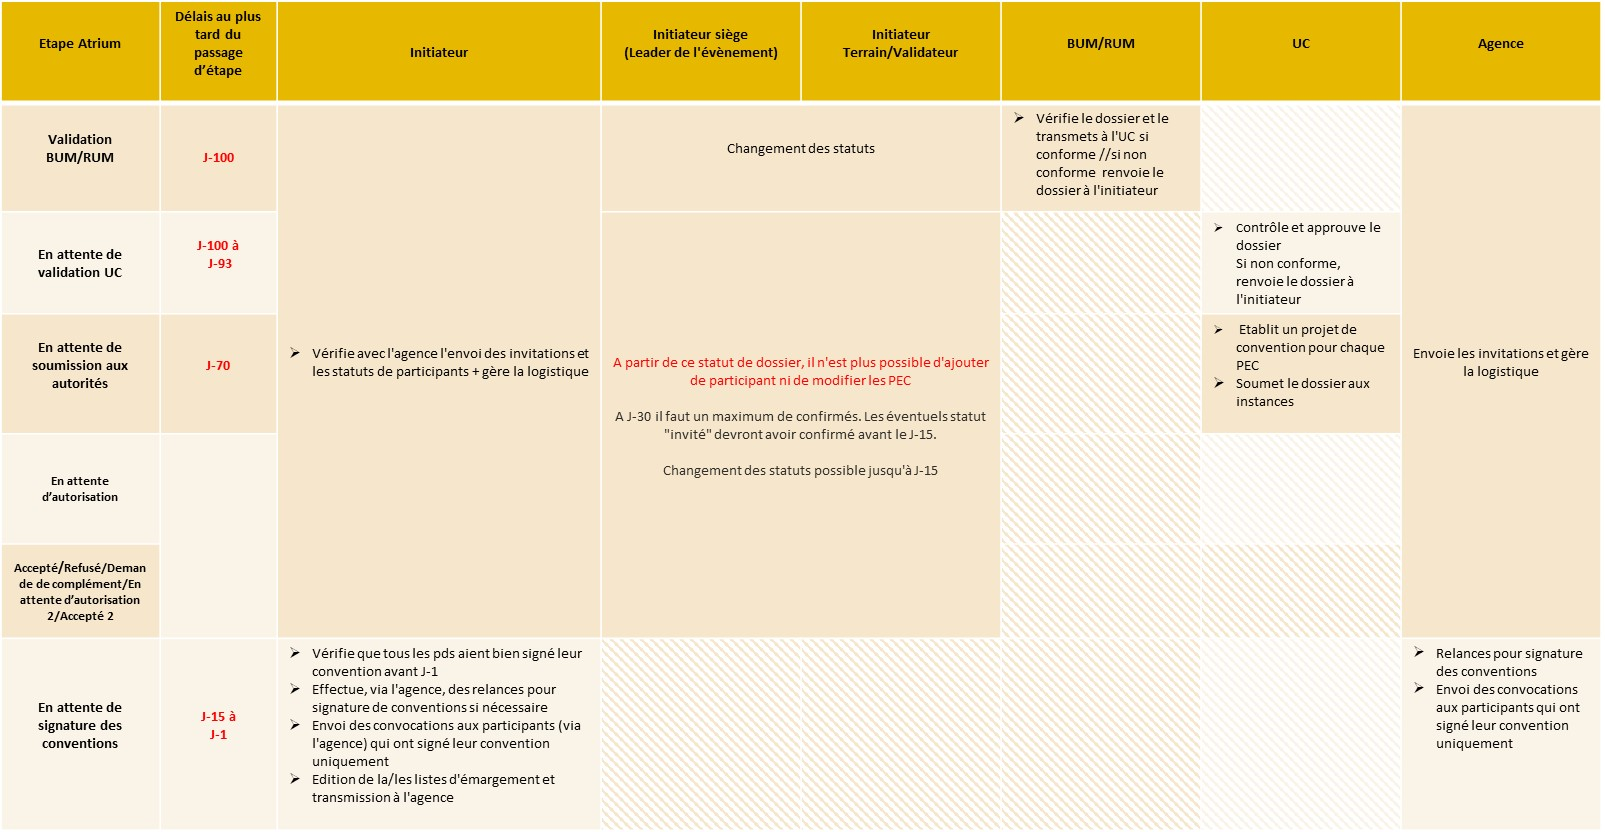 Etape Atrium
Délais au plus
tard du
passage
d’étape
Initiateur
Initiateur siège
(Leader de l'évènement)
Initiateur
Terrain/Validateur
BUM/RUM
UC
Agence
Validation
BUM/RUM
J-100
Changement des statuts
Vérifie le dossier et le
transmets à l'UC si
conforme //si non
conforme renvoie le
dossier à l'initiateur
En attente de
validation UC
J-100 à
J-93
Contrôle et approuve le
dossier
Si non conforme,
renvoie le dossier à
l'initiateur
En attente de
soumission aux
autorités
J-70
Vérifie avec l'agence l'envoi des invitations et
les statuts de participants + gère la logistique
A partir de ce statut de dossier, il n'est plus possible d'ajouter
de participant ni de modifier les PEC
A J-30 il faut un maximum de confirmés. Les éventuels statut
"invité" devront avoir confirmé avant le J-15.
Changement des statuts possible jusqu'à J-15
Etablit un projet de
convention pour chaque
PEC
Soumet le dossier aux
instances
Envoie les invitations et gère
la logistique
En attente
d’autorisation
Accepté/Refusé/Deman
de de complément/En
attente d’autorisation
2/Accepté 2
En attente de
signature des
conventions
J-15 à
J-1
Vérifie que tous les pds aient bien signé leur
convention avant J-1
Effectue, via l'agence, des relances pour
signature de conventions si nécessaire
Envoi des convocations aux participants (via
l'agence) qui ont signé leur convention
uniquement
Edition de la/les listes d'émargement et
transmission à l'agence
Relances pour signature
des conventions
Envoi des convocations
aux participants qui ont
signé leur convention
uniquement